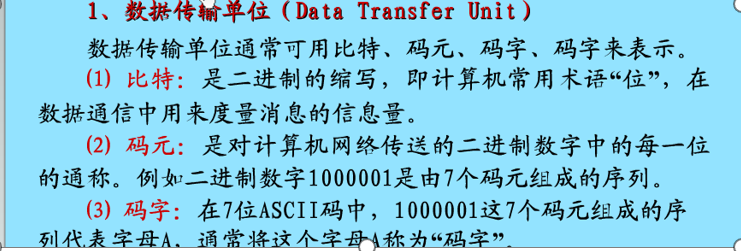 1、数据传输单位（Data Transfer Unit）
数据传输单位通常可用比特、码元、码字、码字来表示。
⑴ 比特：是二进制的缩写，即计算机常用术语“位”，在
数据通信中用来度量消息的信息量。
⑵ 码元：是对计算机网络传送的二进制数字中的每一位
的通称。例如二进制数字1000001是由7个码元组成的序列。
⑶ 码字：在7位ASCII码中，1000001这7个码元组成的序
列代表字母A，通常将这个字母A称为“码字”。